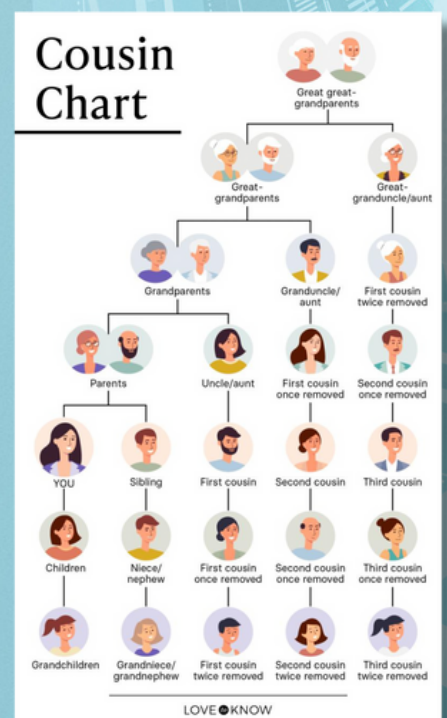 Cousin
Chart
Great great-
grandparents
Great-
grandparents
Great-
granduncle/aunt
Grandparents
Granduncle/
aunt
First cousin
twice removed
Parents
Uncle/aunt
First cousin
once removed
Second cousin
once removed
YOU
Sibling
First cousin
Second cousin
Third cousin
Children
Niece/
nephew
First cousin
once removed
Second cousin
once removed
Third cousin
once removed
Grandchildren
Grandniece/
grandnephew
First cousin
twice removed
Second cousin
twice removed
Third cousin
twice removed
LOVE to KNOW